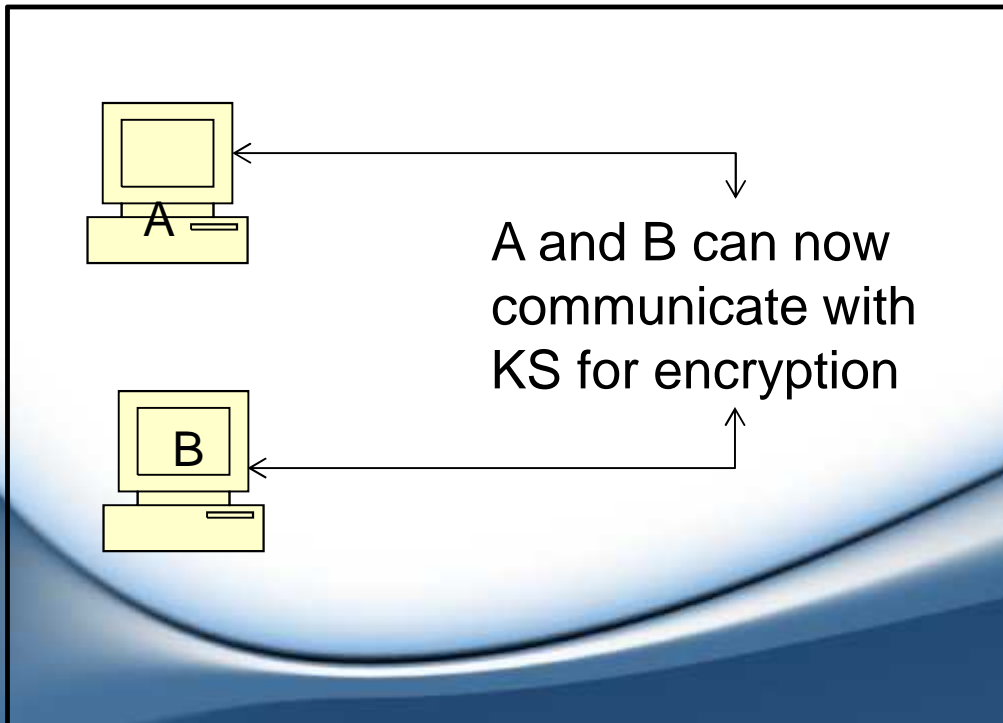 A
A and B can now
communicate with
KS for encryption
B